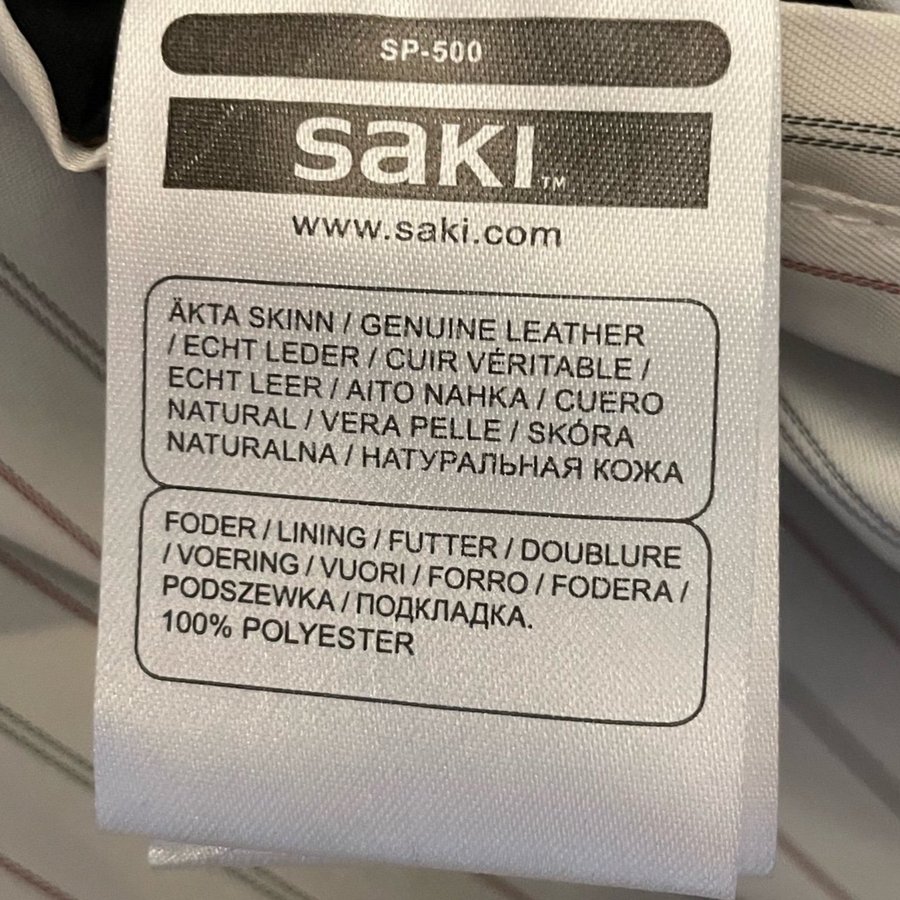 SP-500
saki™
www.saki.com
ÄKTA SKINN / GENUINE LEATHER
/ ECHT LEDER / CUIR VÉRITABLE /
ECHT LEER / AITO NAHKA / CUERO
NATURAL / VERA PELLE / SKÓRA
NATURALNA / НАТУРАЛЬНАЯ КОЖА
FODER / LINING / FUTTER / DOUBLURE
/ VOERING / VUORI / FORRO / FODERA /
PODSZEWKA / ПОДКЛАДКА.
100% POLYESTER